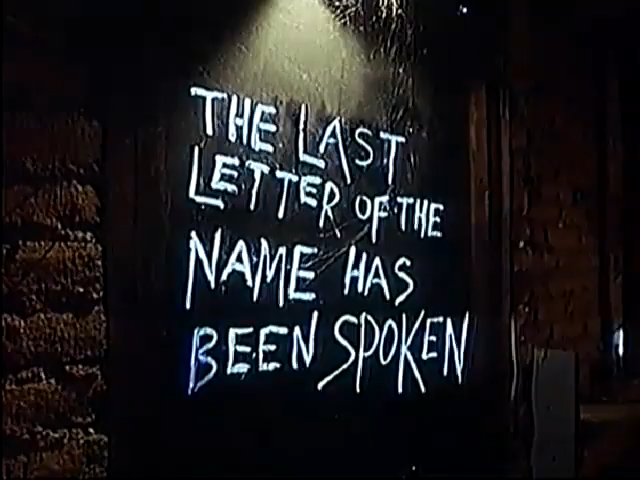 THE LAST
LETTER OF THE
NAME HAS
BEEN SPOKEN